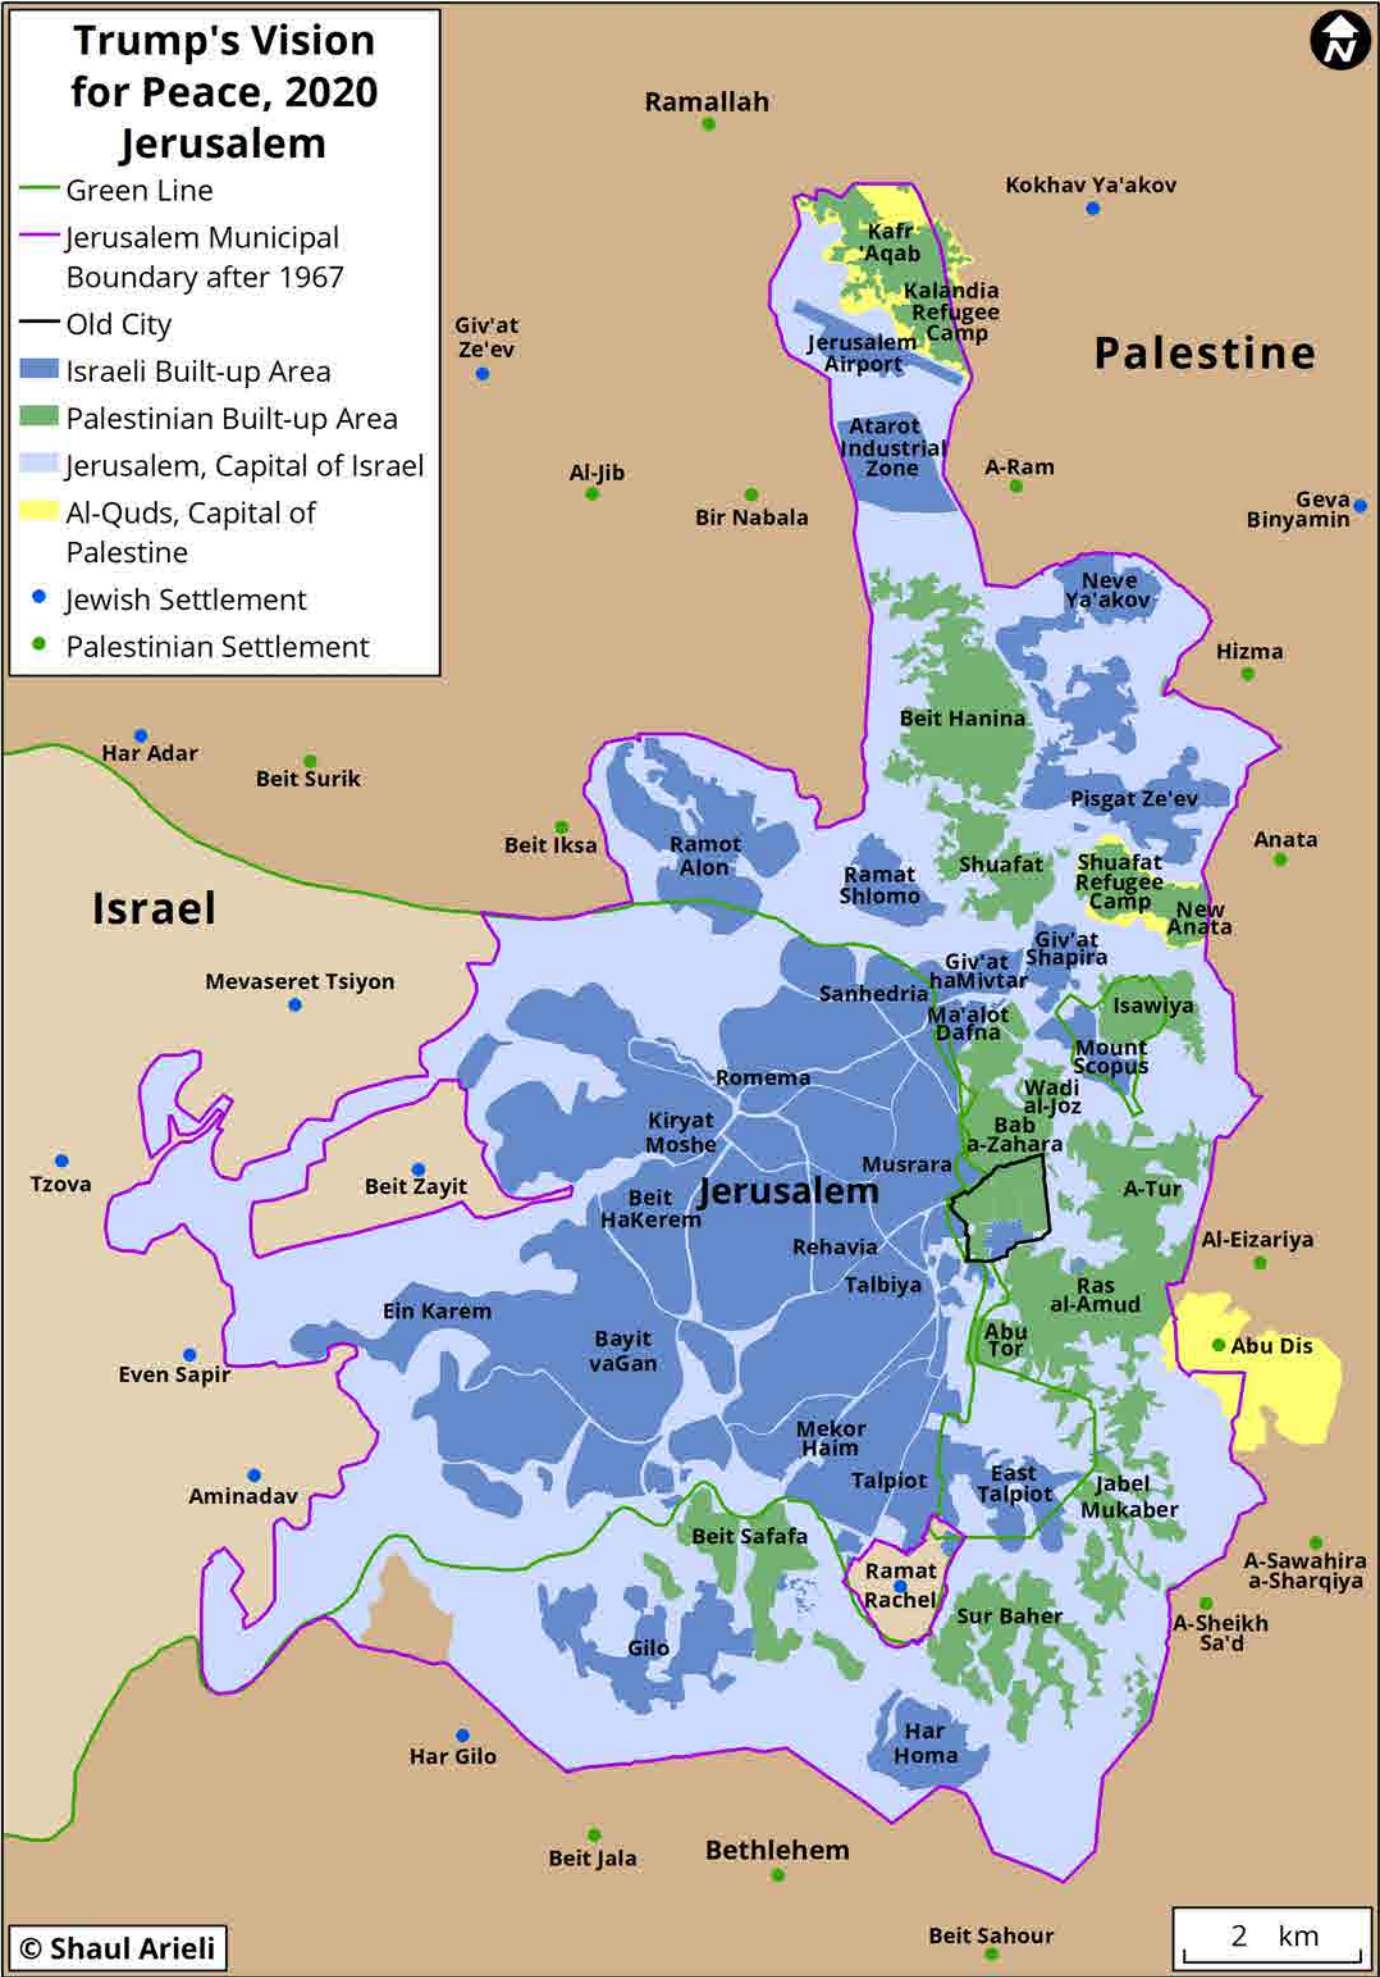 Trump's Vision
for Peace, 2020
Jerusalem
Green Line
Jerusalem Municipal
Boundary after 1967
Old City
Israeli Built-up Area
Palestinian Built-up Area
Jerusalem, Capital of Israel
Al-Quds, Capital of
Palestine
Jewish Settlement
Palestinian Settlement
N
Ramallah
Kokhav Ya'akov
Kafr
'Aqab
Kalandia
Refugee
Camp
Giv'at
Ze'ev
Jerusalem
Airport
Palestine
Atarot
Industrial
Zone
Al-Jib
A-Ram
Bir Nabala
Geva
Binyamin
Neve
Ya'akov
Hizma
Beit Hanina
Har Adar
Beit Surik
Pisgat Ze'ev
Beit Iksa
Ramot
Alon
Ramat
Shlomo
Shuafat
Shuafat
Refugee
Camp
Anata
New
Anata
Israel
Giv'at
Shapira
Giv'at
haMivtar
Mevaseret Tsiyon
Sanhedria
Ma'alot
Dafna
Isawiya
Mount
Scopus
Romema
Wadi
al-Joz
Kiryat
Moshe
Bab
a-Zahara
Musrara
Tzova
Beit Zayit
Jerusalem
A-Tur
Beit
HaKerem
Rehavia
Al-Eizariya
Talbiya
Ras
al-Amud
Ein Karem
Abu
Tor
Bayit
vaGan
Abu Dis
Even Sapir
Mekor
Haim
Talpiot
East
Talpiot
Jabel
Mukaber
Aminadav
Beit Safafa
Ramat
Rachel
A-Sawahira
a-Sharqiya
Sur Baher
A-Sheikh
Sa'd
Gilo
Har
Homa
Har Gilo
Beit Jala
Bethlehem
Beit Sahour
© Shaul Arieli
2 km